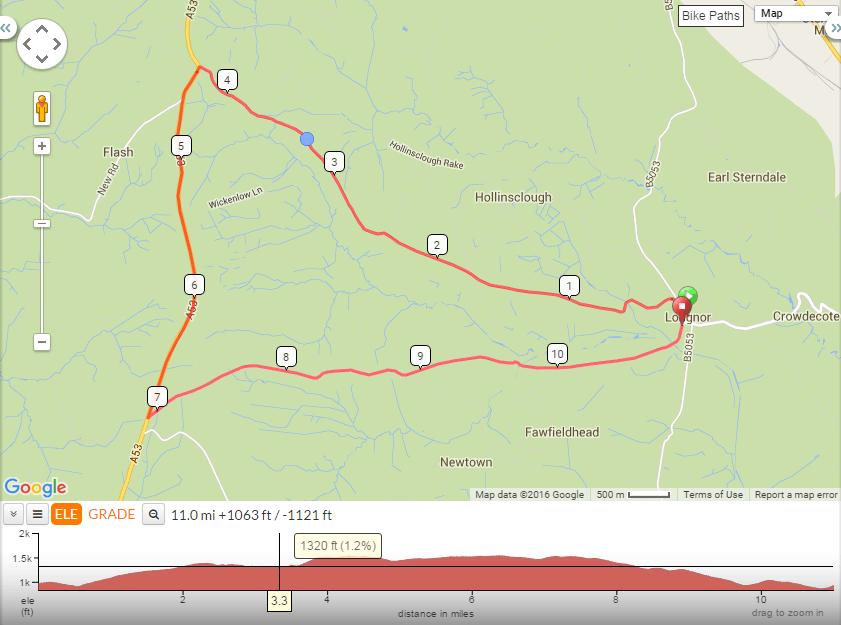 A53
Bike Paths
Map
4
5
Flash
New Rd
3
Hollinsclough Rake
B5053
Earl Sterndale
Wickenlow Ln
Hollinsclough
2
6
1
A53
Longnor
Crowdecote
8
9
10
B5053
7
Fawfieldhead
A53
Newtown
Google
Map data ©2016 Google
500 m
Terms of Use
Report a map error
ELE
GRADE
11.0 mi +1063 ft / -1121 ft
2k
1320 ft (1.2%)
1.5k
1k
ele
(ft)
2
3.3
4
6
8
10
distance in miles
drag to zoom in